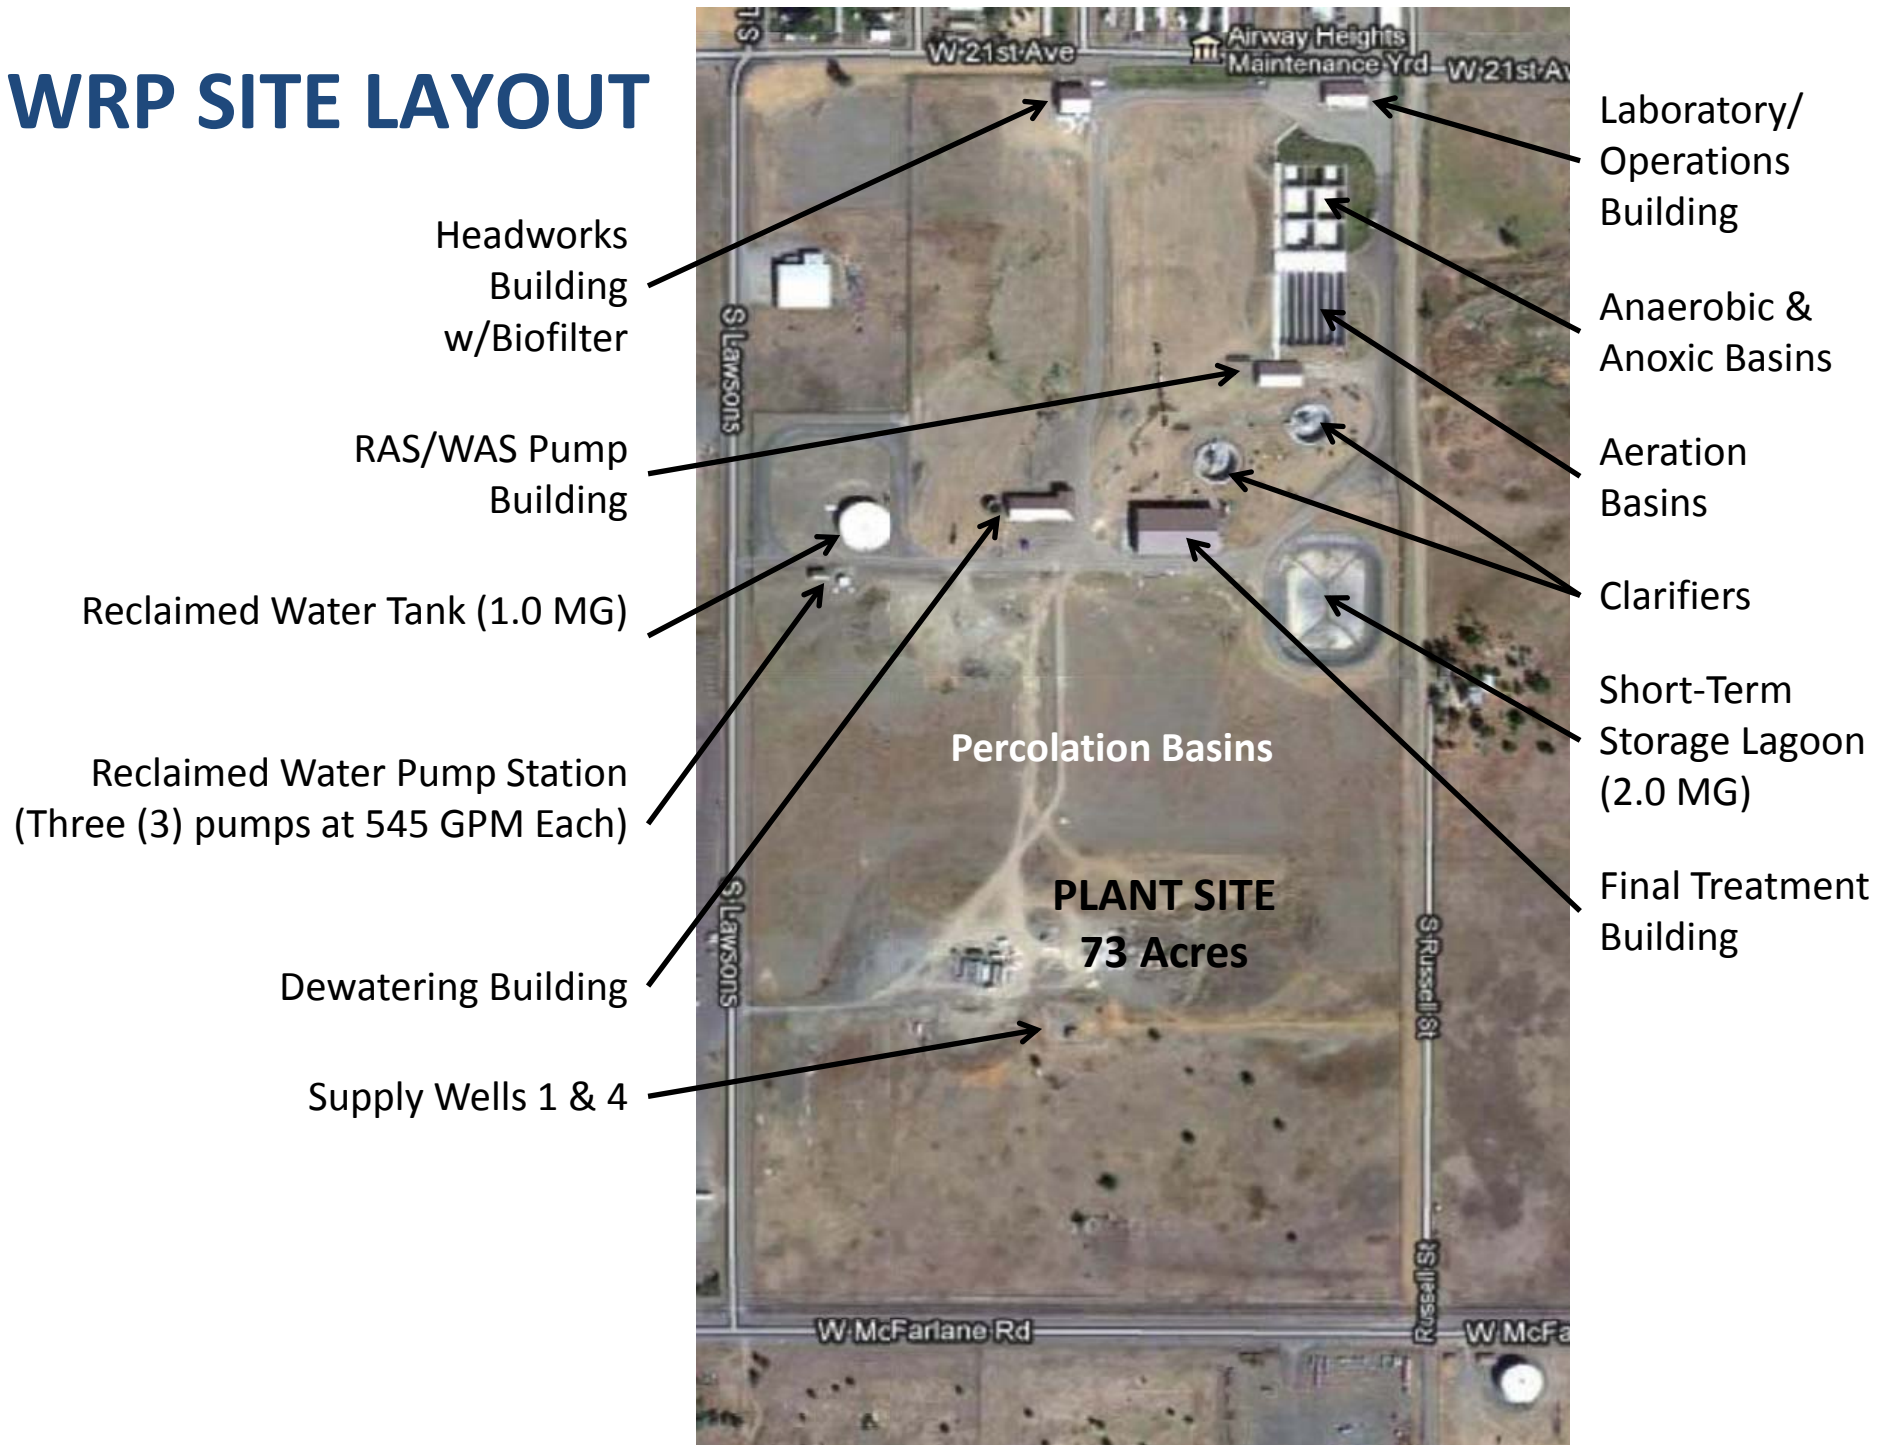 WRP SITE LAYOUT
Headworks
Building
w/Biofilter
RAS/WAS Pump
Building
Reclaimed Water Tank (1.0 MG)
Reclaimed Water Pump Station
(Three (3) pumps at 545 GPM Each)
Dewatering Building
Supply Wells 1 & 4
W 21st Ave
Airway Heights
Maintenance Yrd
W 21st Av
S Lawsons
S Lawsons
Percolation Basins
PLANT SITE
73 Acres
S Russell St
Russell St
W McFarlane Rd
W McFa
Laboratory/
Operations
Building
Anaerobic &
Anoxic Basins
Aeration
Basins
Clarifiers
Short-Term
Storage Lagoon
(2.0 MG)
Final Treatment
Building